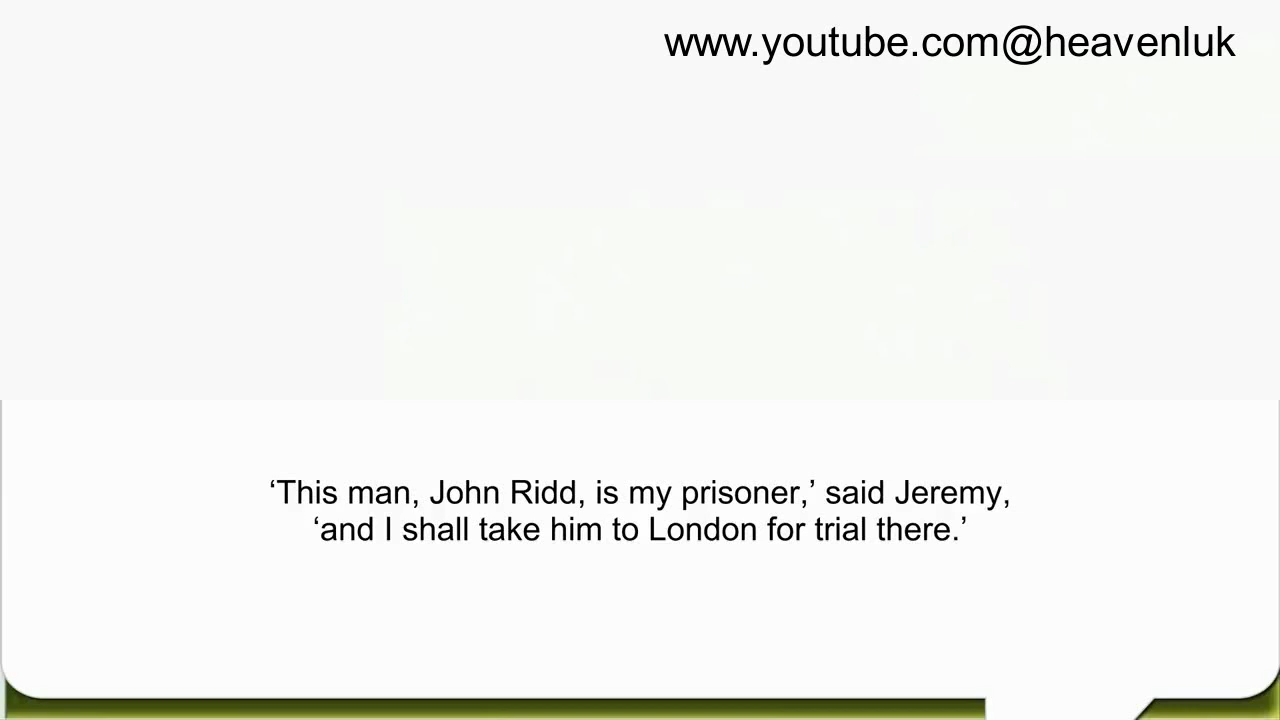 www.youtube.com@heavenluk
‘This man, John Ridd, is my prisoner,’ said Jeremy,
‘and I shall take him to London for trial there.’